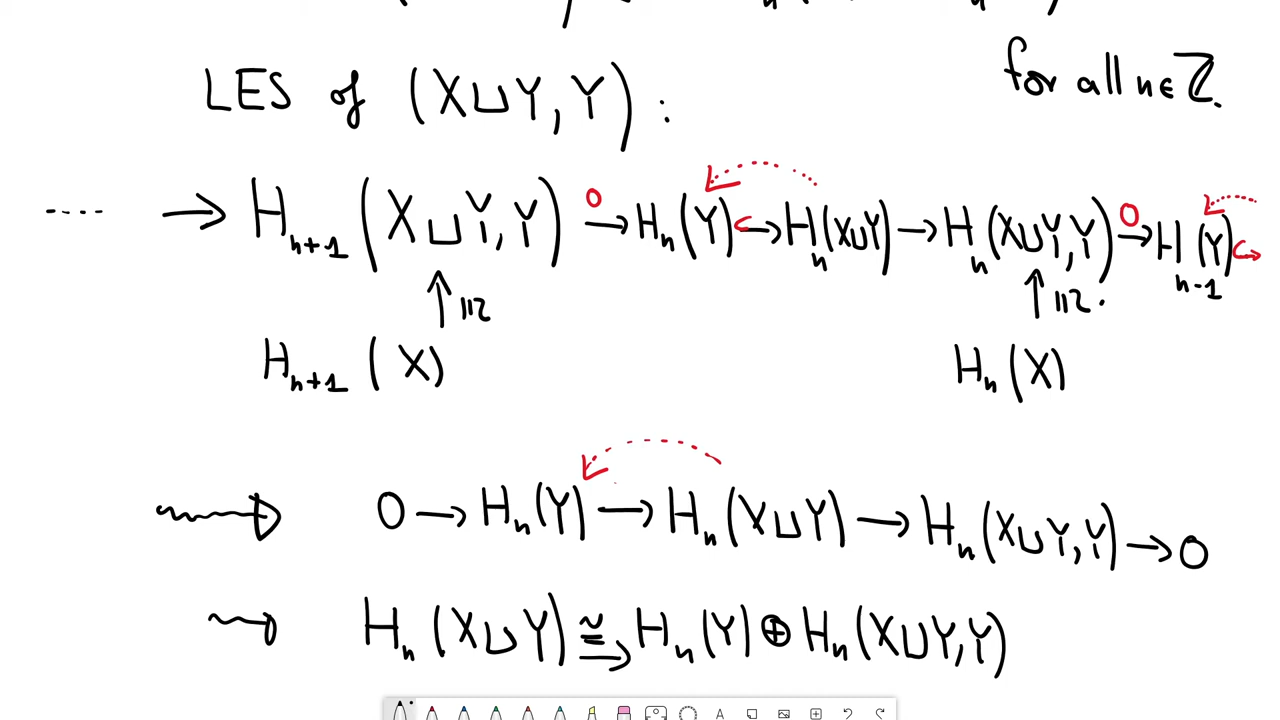 for all n ∈ ℤ.
LES of (X⊔Y, Y) :
.... → H_{n+1}(X⊔Y, Y) →^0 H_n(Y) ↪ H_n(X⊔Y) → H_n(X⊔Y, Y) →^0 H_{n-1}(Y) ↪
↑ ≅ ↑ ≅ .
H_{n+1}(X) H_n(X)
⇝ 0 → H_n(Y) → H_n(X⊔Y) → H_n(X⊔Y, Y) → 0
⇝ H_n(X⊔Y) ≅→ H_n(Y) ⊕ H_n(X⊔Y, Y)